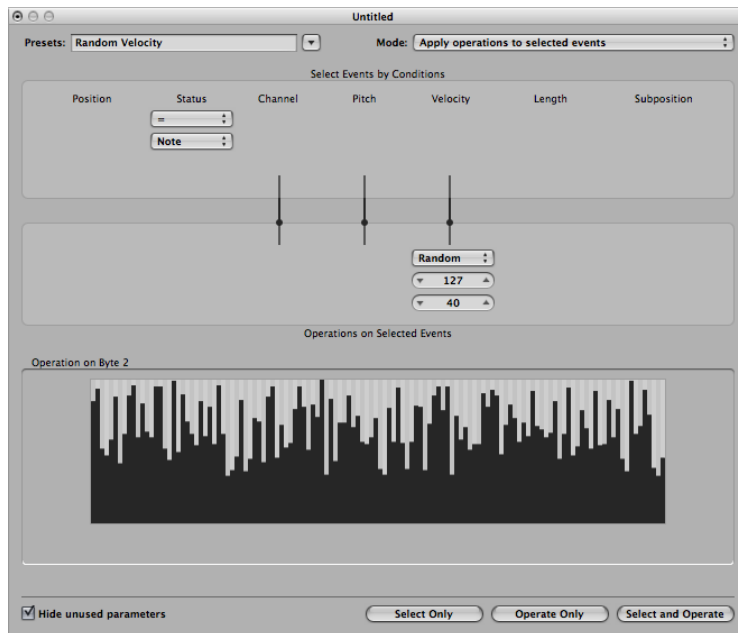 Untitled
Presets: Random Velocity Mode: Apply operations to selected events
Select Events by Conditions
Position Status Channel Pitch Velocity Length Subposition
=
Note
Random
127
40
Operations on Selected Events
Operation on Byte 2
Hide unused parameters Select Only Operate Only Select and Operate